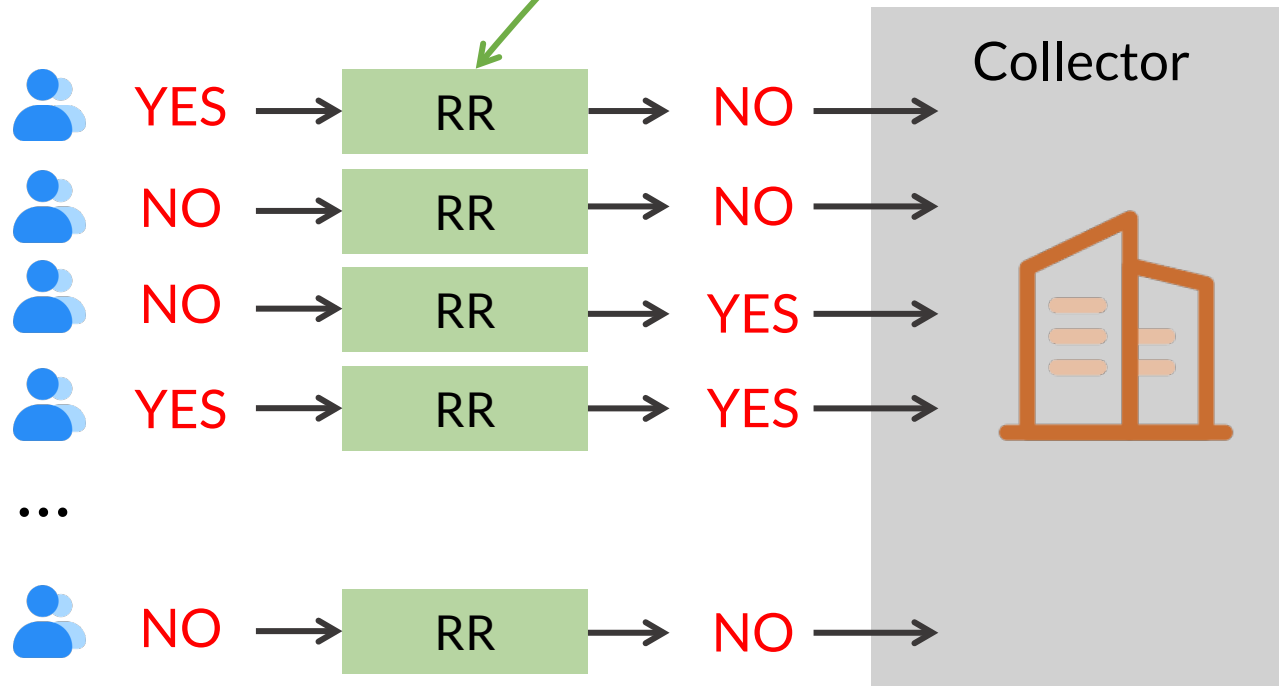 Collector
YES RR NO
NO RR NO
NO RR YES
YES RR YES
...
NO RR NO